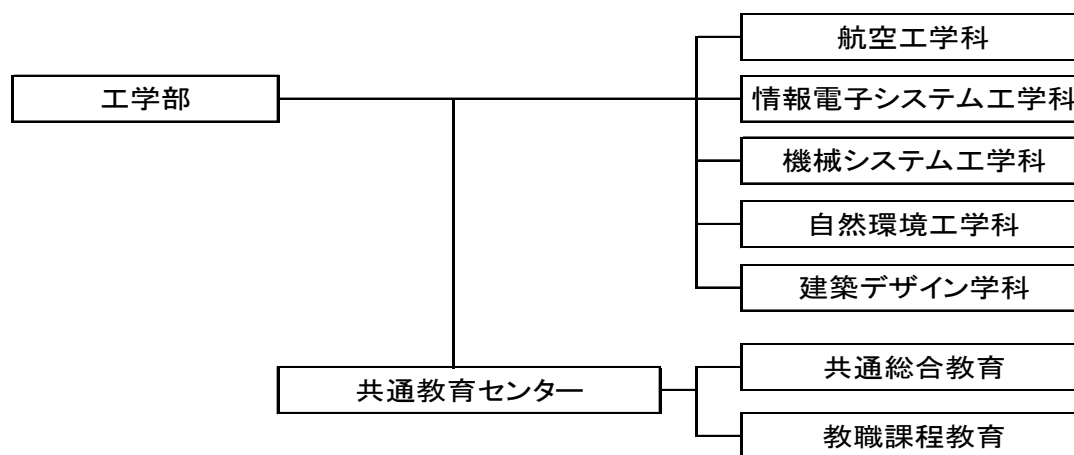 工学部
航空工学科
情報電子システム工学科
機械システム工学科
自然環境工学科
建築デザイン学科
共通教育センター
共通総合教育
教職課程教育